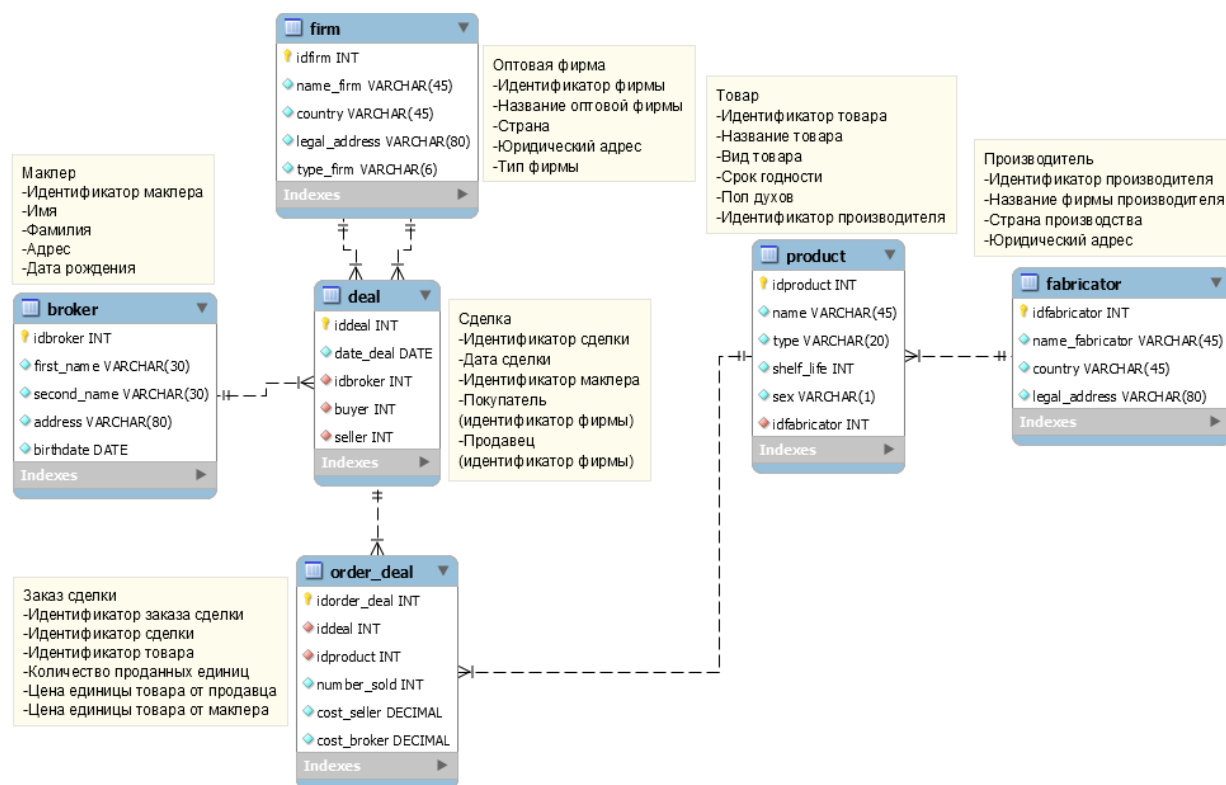 firm
idfirm INT
name_firm VARCHAR(45)
country VARCHAR(45)
legal_address VARCHAR(80)
type_firm VARCHAR(6)
Indexes
Оптовая фирма
-Идентификатор фирмы
-Название оптовой фирмы
-Страна
-Юридический адрес
-Тип фирмы
Товар
-Идентификатор товара
-Название товара
-Вид товара
-Срок годности
-Пол духов
-Идентификатор производителя
Производитель
-Идентификатор производителя
-Название фирмы производителя
-Страна производства
-Юридический адрес
Маклер
-Идентификатор маклера
-Имя
-Фамилия
-Адрес
-Дата рождения
broker
idbroker INT
first_name VARCHAR(30)
second_name VARCHAR(30)
address VARCHAR(80)
birthdate DATE
Indexes
deal
iddeal INT
date_deal DATE
idbroker INT
buyer INT
seller INT
Indexes
Сделка
-Идентификатор сделки
-Дата сделки
-Идентификатор маклера
-Покупатель
(идентификатор фирмы)
-Продавец
(идентификатор фирмы)
product
idproduct INT
name VARCHAR(45)
type VARCHAR(20)
shelf_life INT
sex VARCHAR(1)
idfabricator INT
Indexes
fabricator
idfabricator INT
name_fabricator VARCHAR(45)
country VARCHAR(45)
legal_address VARCHAR(80)
Indexes
Заказ сделки
-Идентификатор заказа сделки
-Идентификатор сделки
-Идентификатор товара
-Количество проданных единиц
-Цена единицы товара от продавца
-Цена единицы товара от маклера
order_deal
idorder_deal INT
iddeal INT
idproduct INT
number_sold INT
cost_seller DECIMAL
cost_broker DECIMAL
Indexes